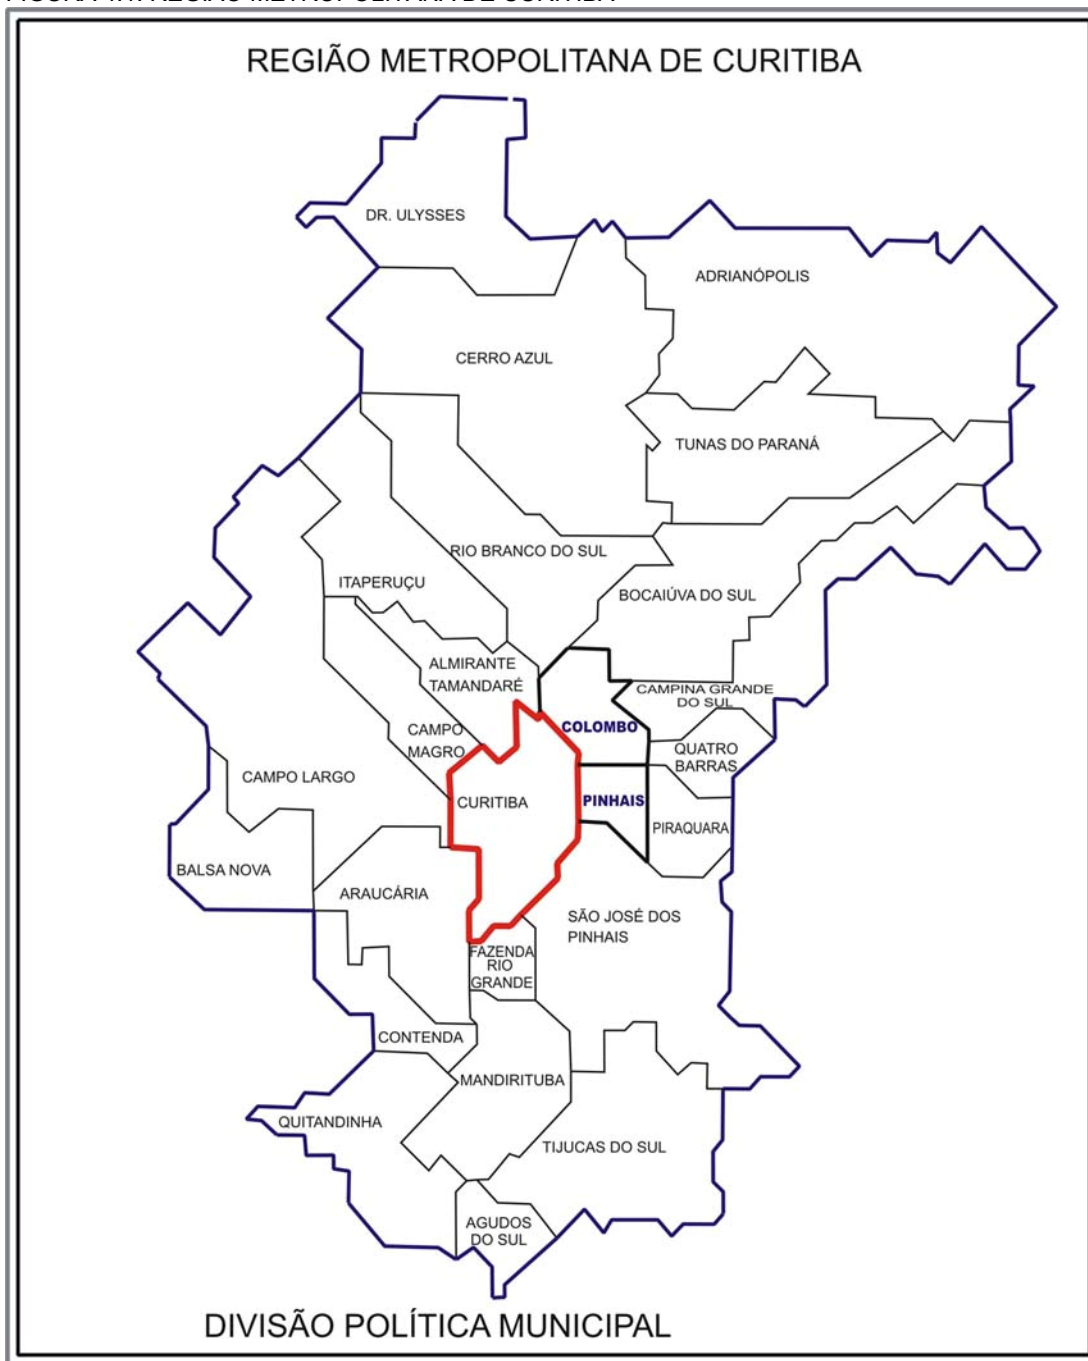 REGIÃO METROPOLITANA DE CURITIBA
DR. ULYSSES
ADRIANÓPOLIS
CERRO AZUL
TUNAS DO PARANÁ
RIO BRANCO DO SUL
ITAPERUÇU
BOCAIÚVA DO SUL
ALMIRANTE
TAMANDARÉ
CAMPINA GRANDE
DO SUL
COLOMBO
CAMPO
MAGRO
QUATRO
BARRAS
CAMPO LARGO
CURITIBA
PINHAIS
PIRAQUARA
BALSA NOVA
ARAUCÁRIA
SÃO JOSÉ DOS
PINHAIS
FAZENDA
RIO
GRANDE
CONTENDA
MANDIRITUBA
QUITANDINHA
TIJUCAS DO SUL
AGUDOS
DO SUL
DIVISÃO POLÍTICA MUNICIPAL